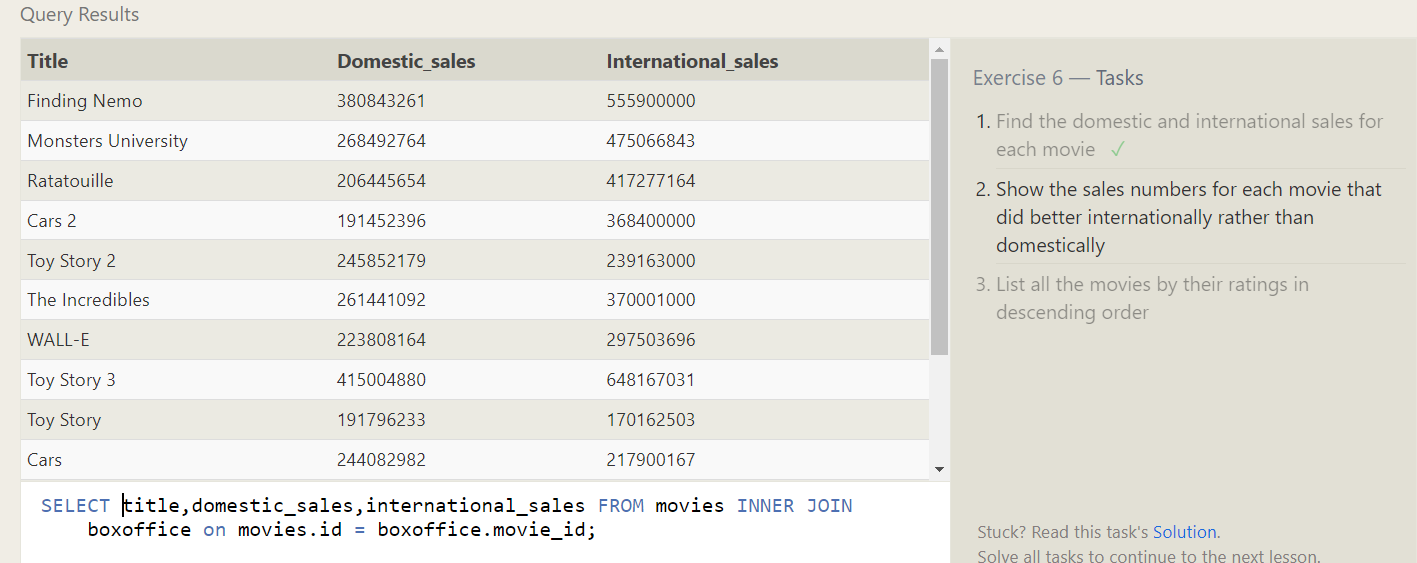 Query Results
Title Domestic_sales International_sales
Finding Nemo 380843261 555900000
Monsters University 268492764 475066843
Ratatouille 206445654 417277164
Cars 2 191452396 368400000
Toy Story 2 245852179 239163000
The Incredibles 261441092 370001000
WALL-E 223808164 297503696
Toy Story 3 415004880 648167031
Toy Story 191796233 170162503
Cars 244082982 217900167
SELECT title,domestic_sales,international_sales FROM movies INNER JOIN
boxoffice on movies.id = boxoffice.movie_id;
Exercise 6 — Tasks
1. Find the domestic and international sales for
each movie ✓
2. Show the sales numbers for each movie that
did better internationally rather than
domestically
3. List all the movies by their ratings in
descending order
Stuck? Read this task's Solution.
Solve all tasks to continue to the next lesson.